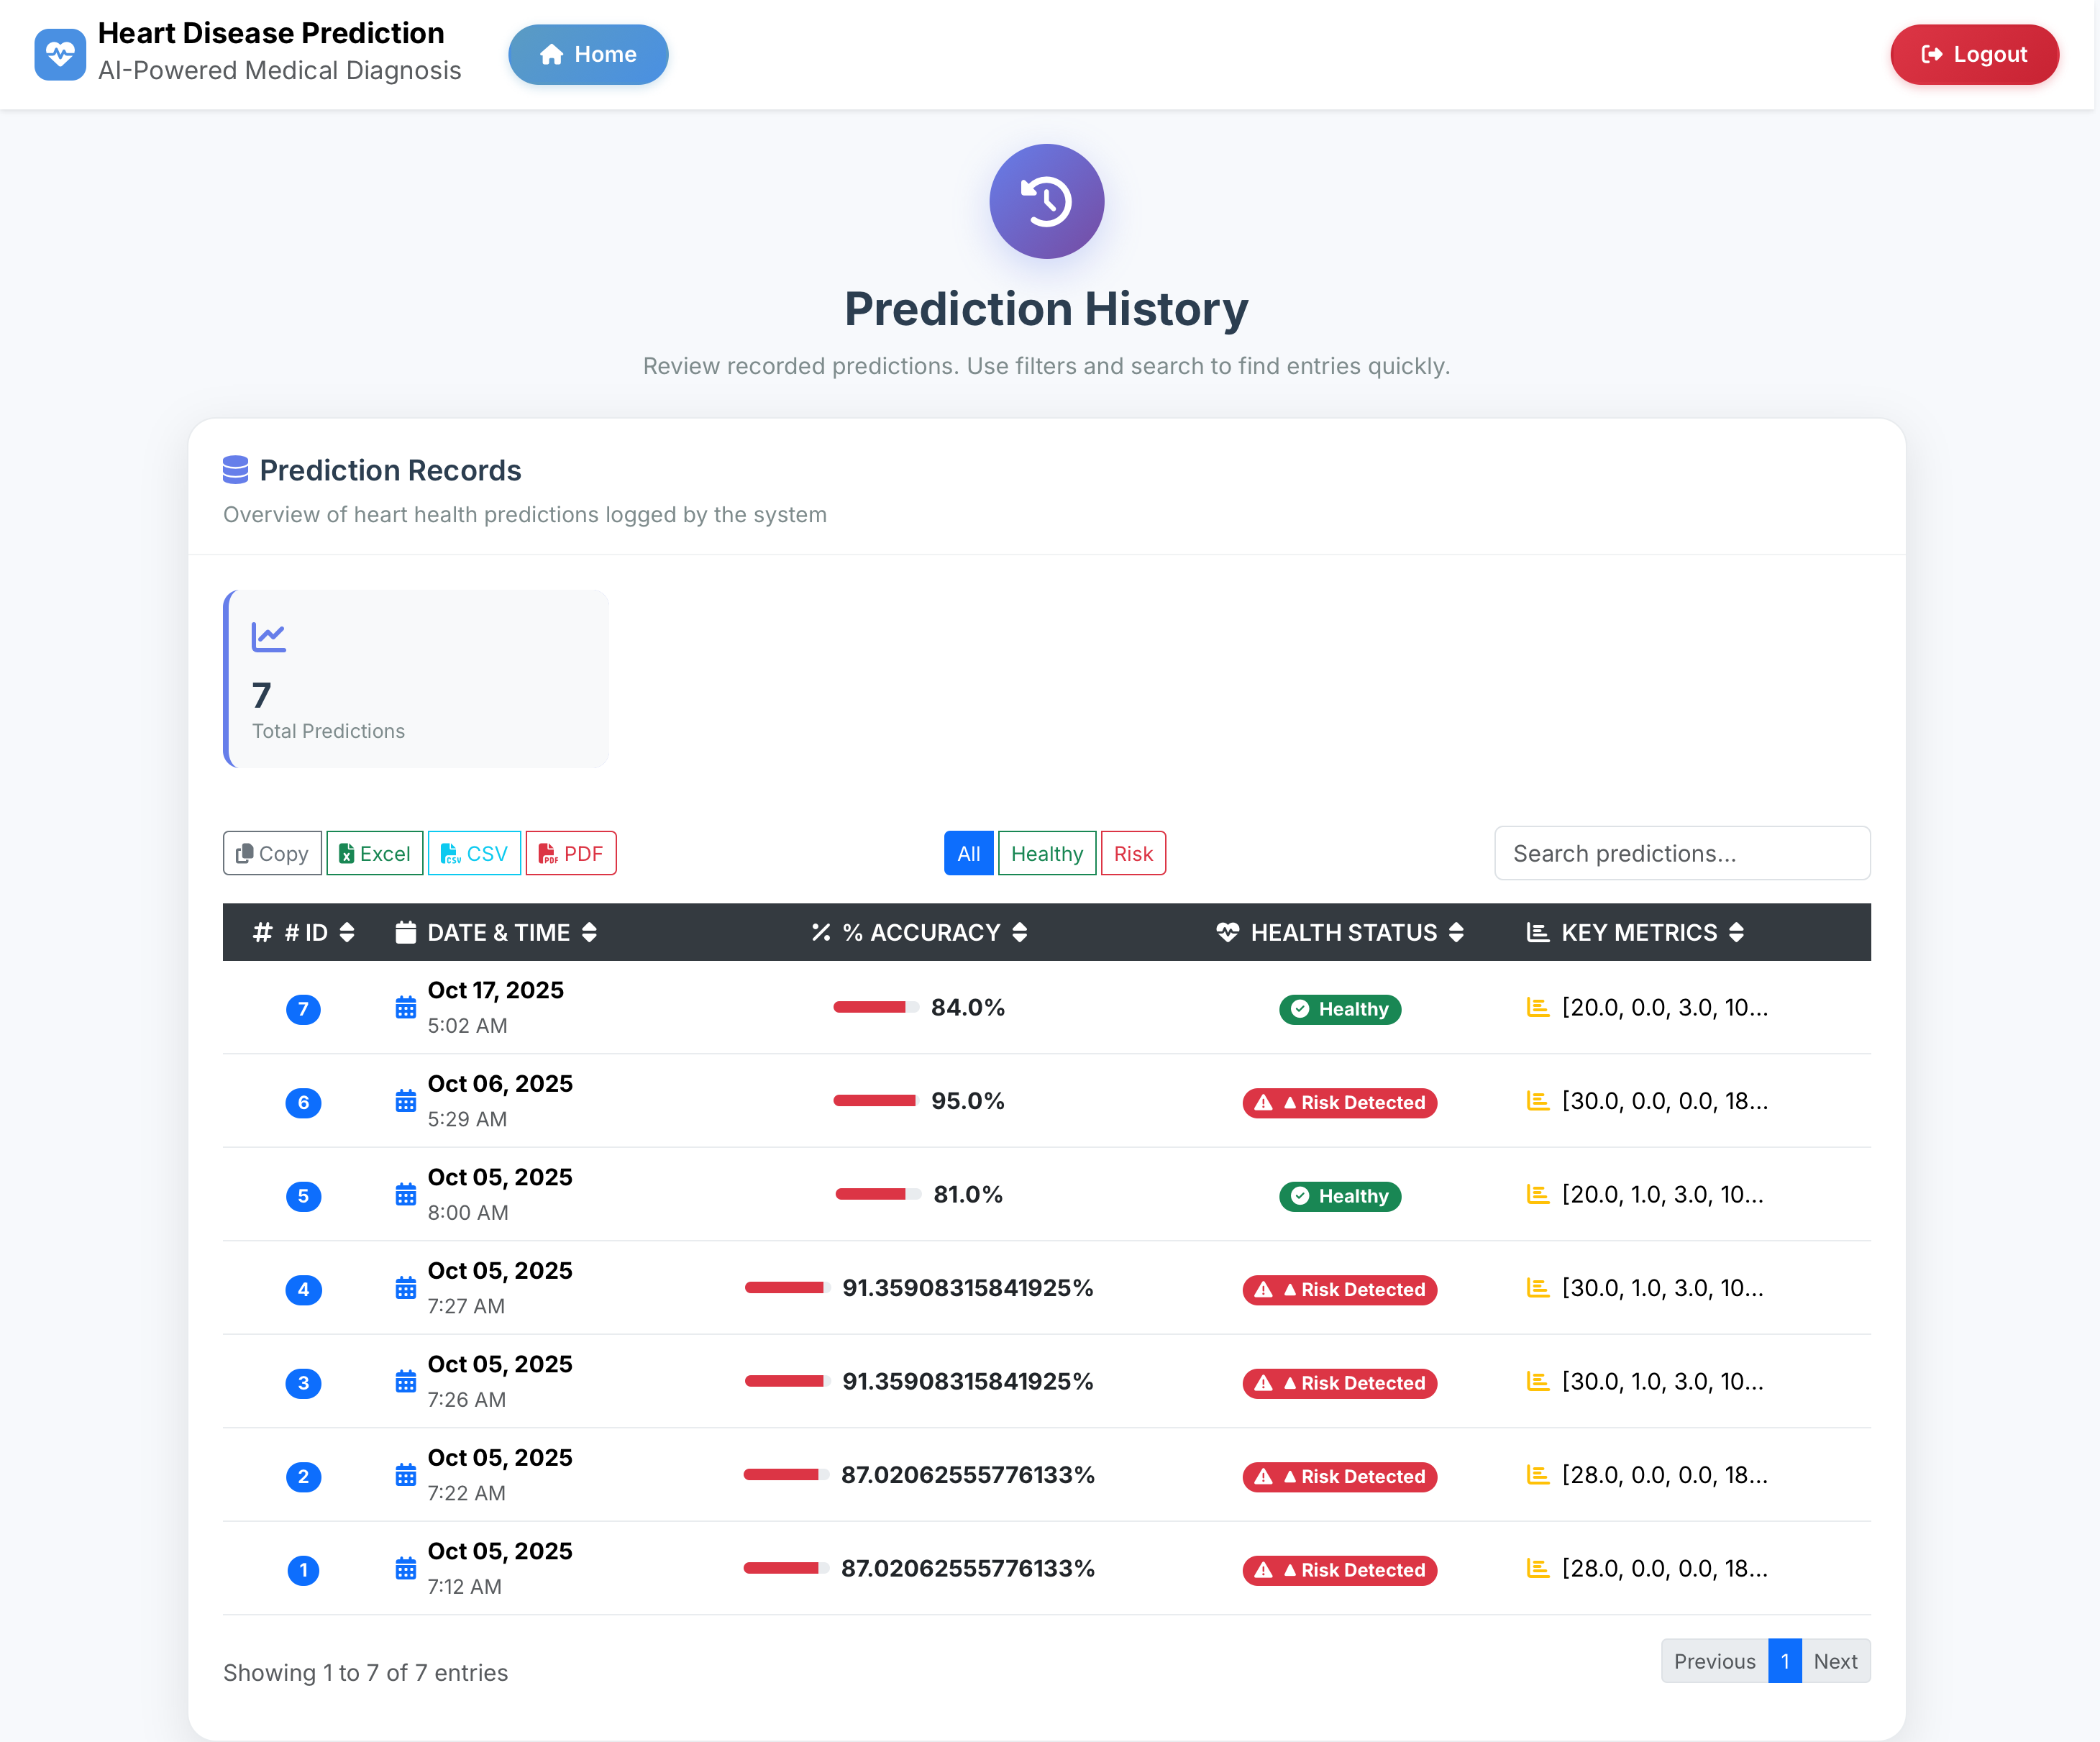 Heart Disease Prediction
AI-Powered Medical Diagnosis
Home
Logout
Prediction History
Review recorded predictions. Use filters and search to find entries quickly.
Prediction Records
Overview of heart health predictions logged by the system
7
Total Predictions
Copy Excel CSV PDF
All Healthy Risk
Search predictions...
# # ID DATE & TIME % % ACCURACY HEALTH STATUS KEY METRICS
7 Oct 17, 2025 84.0% Healthy [20.0, 0.0, 3.0, 10...
5:02 AM
6 Oct 06, 2025 95.0% Risk Detected [30.0, 0.0, 0.0, 18...
5:29 AM
5 Oct 05, 2025 81.0% Healthy [20.0, 1.0, 3.0, 10...
8:00 AM
4 Oct 05, 2025 91.35908315841925% Risk Detected [30.0, 1.0, 3.0, 10...
7:27 AM
3 Oct 05, 2025 91.35908315841925% Risk Detected [30.0, 1.0, 3.0, 10...
7:26 AM
2 Oct 05, 2025 87.02062555776133% Risk Detected [28.0, 0.0, 0.0, 18...
7:22 AM
1 Oct 05, 2025 87.02062555776133% Risk Detected [28.0, 0.0, 0.0, 18...
7:12 AM
Showing 1 to 7 of 7 entries
Previous 1 Next